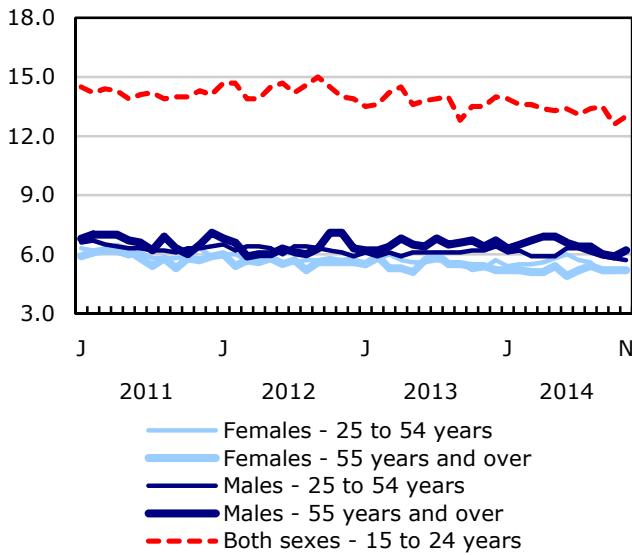 18.0
15.0
12.0
9.0
6.0
3.0
J J J J N
2011 2012 2013 2014
Females - 25 to 54 years
Females - 55 years and over
Males - 25 to 54 years
Males - 55 years and over
Both sexes - 15 to 24 years